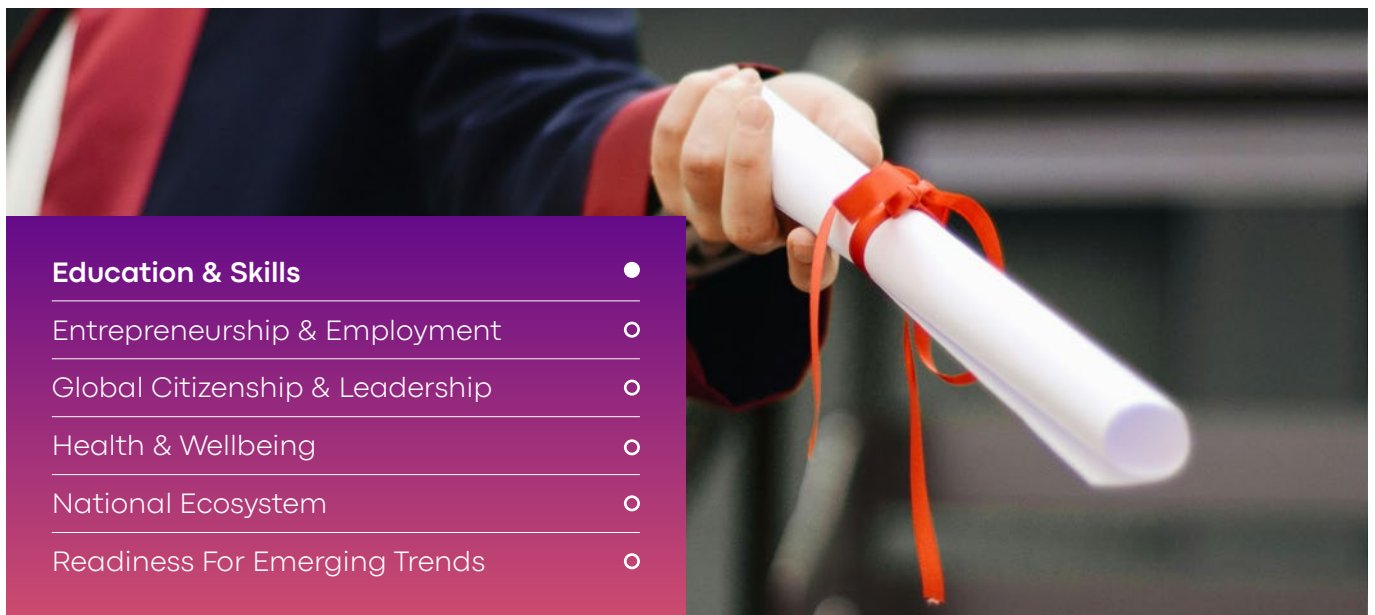 Education & Skills
Entrepreneurship & Employment
Global Citizenship & Leadership
Health & Wellbeing
National Ecosystem
Readiness For Emerging Trends